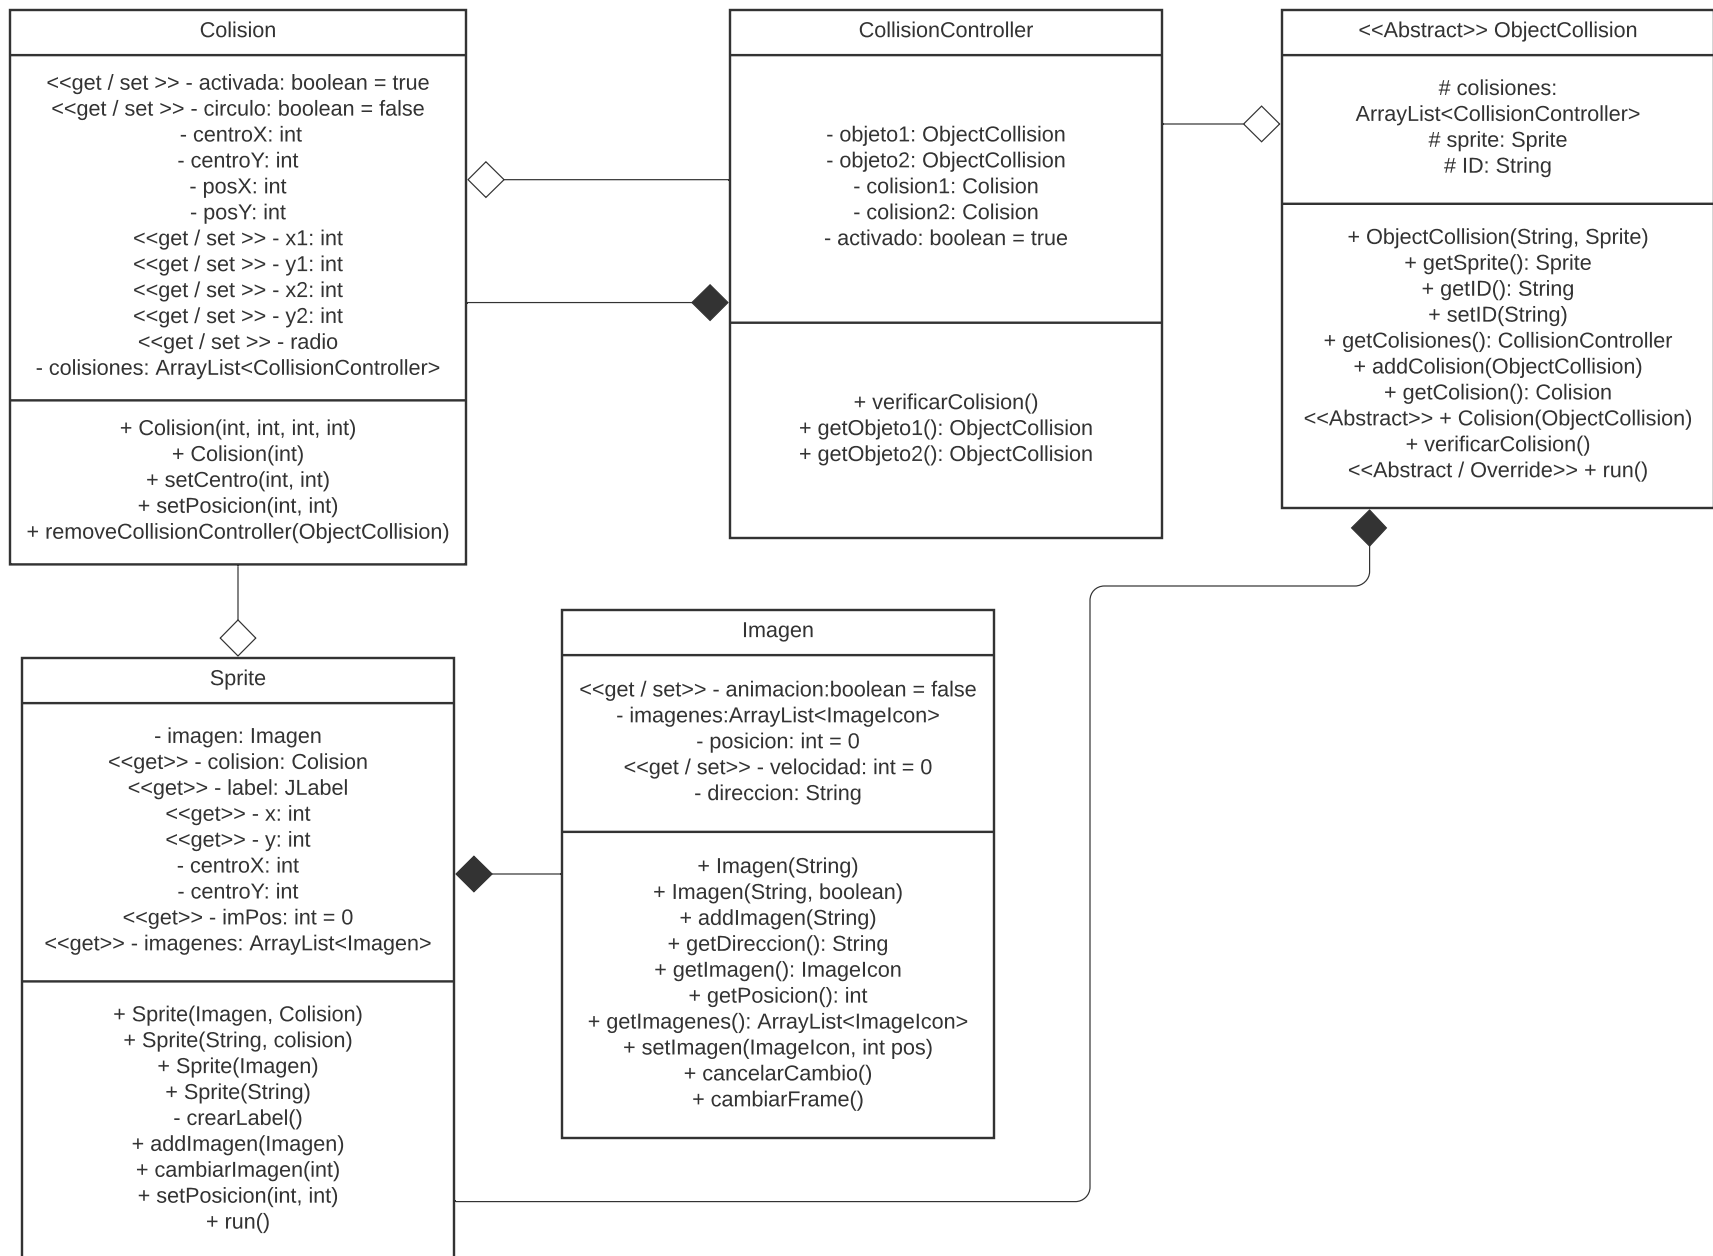 Colision
<<get / set >> - activada: boolean = true
<<get / set >> - circulo: boolean = false
- centroX: int
- centroY: int
- posX: int
- posY: int
<<get / set >> - x1: int
<<get / set >> - y1: int
<<get / set >> - x2: int
<<get / set >> - y2: int
<<get / set >> - radio
- colisiones: ArrayList<CollisionController>
+ Colision(int, int, int, int)
+ Colision(int)
+ setCentro(int, int)
+ setPosicion(int, int)
+ removeCollisionController(ObjectCollision)
CollisionController
- objeto1: ObjectCollision
- objeto2: ObjectCollision
- colision1: Colision
- colision2: Colision
- activado: boolean = true
+ verificarColision()
+ getObjeto1(): ObjectCollision
+ getObjeto2(): ObjectCollision
<<Abstract>> ObjectCollision
# colisiones:
ArrayList<CollisionController>
# sprite: Sprite
# ID: String
+ ObjectCollision(String, Sprite)
+ getSprite(): Sprite
+ getID(): String
+ setID(String)
+ getColisiones(): CollisionController
+ addColision(ObjectCollision)
+ getColision(): Colision
<<Abstract>> + Colision(ObjectCollision)
+ verificarColision()
<<Abstract / Override>> + run()
Sprite
- imagen: Imagen
<<get>> - colision: Colision
<<get>> - label: JLabel
<<get>> - x: int
<<get>> - y: int
- centroX: int
- centroY: int
<<get>> - imPos: int = 0
<<get>> - imagenes: ArrayList<Imagen>
+ Sprite(Imagen, Colision)
+ Sprite(String, colision)
+ Sprite(Imagen)
+ Sprite(String)
- crearLabel()
+ addImagen(Imagen)
+ cambiarImagen(int)
+ setPosicion(int, int)
+ run()
Imagen
<<get / set>> - animacion:boolean = false
- imagenes:ArrayList<ImageIcon>
- posicion: int = 0
<<get / set>> - velocidad: int = 0
- direccion: String
+ Imagen(String)
+ Imagen(String, boolean)
+ addImagen(String)
+ getDireccion(): String
+ getImagen(): ImageIcon
+ getPosicion(): int
+ getImagenes(): ArrayList<ImageIcon>
+ setImagen(ImageIcon, int pos)
+ cancelarCambio()
+ cambiarFrame()